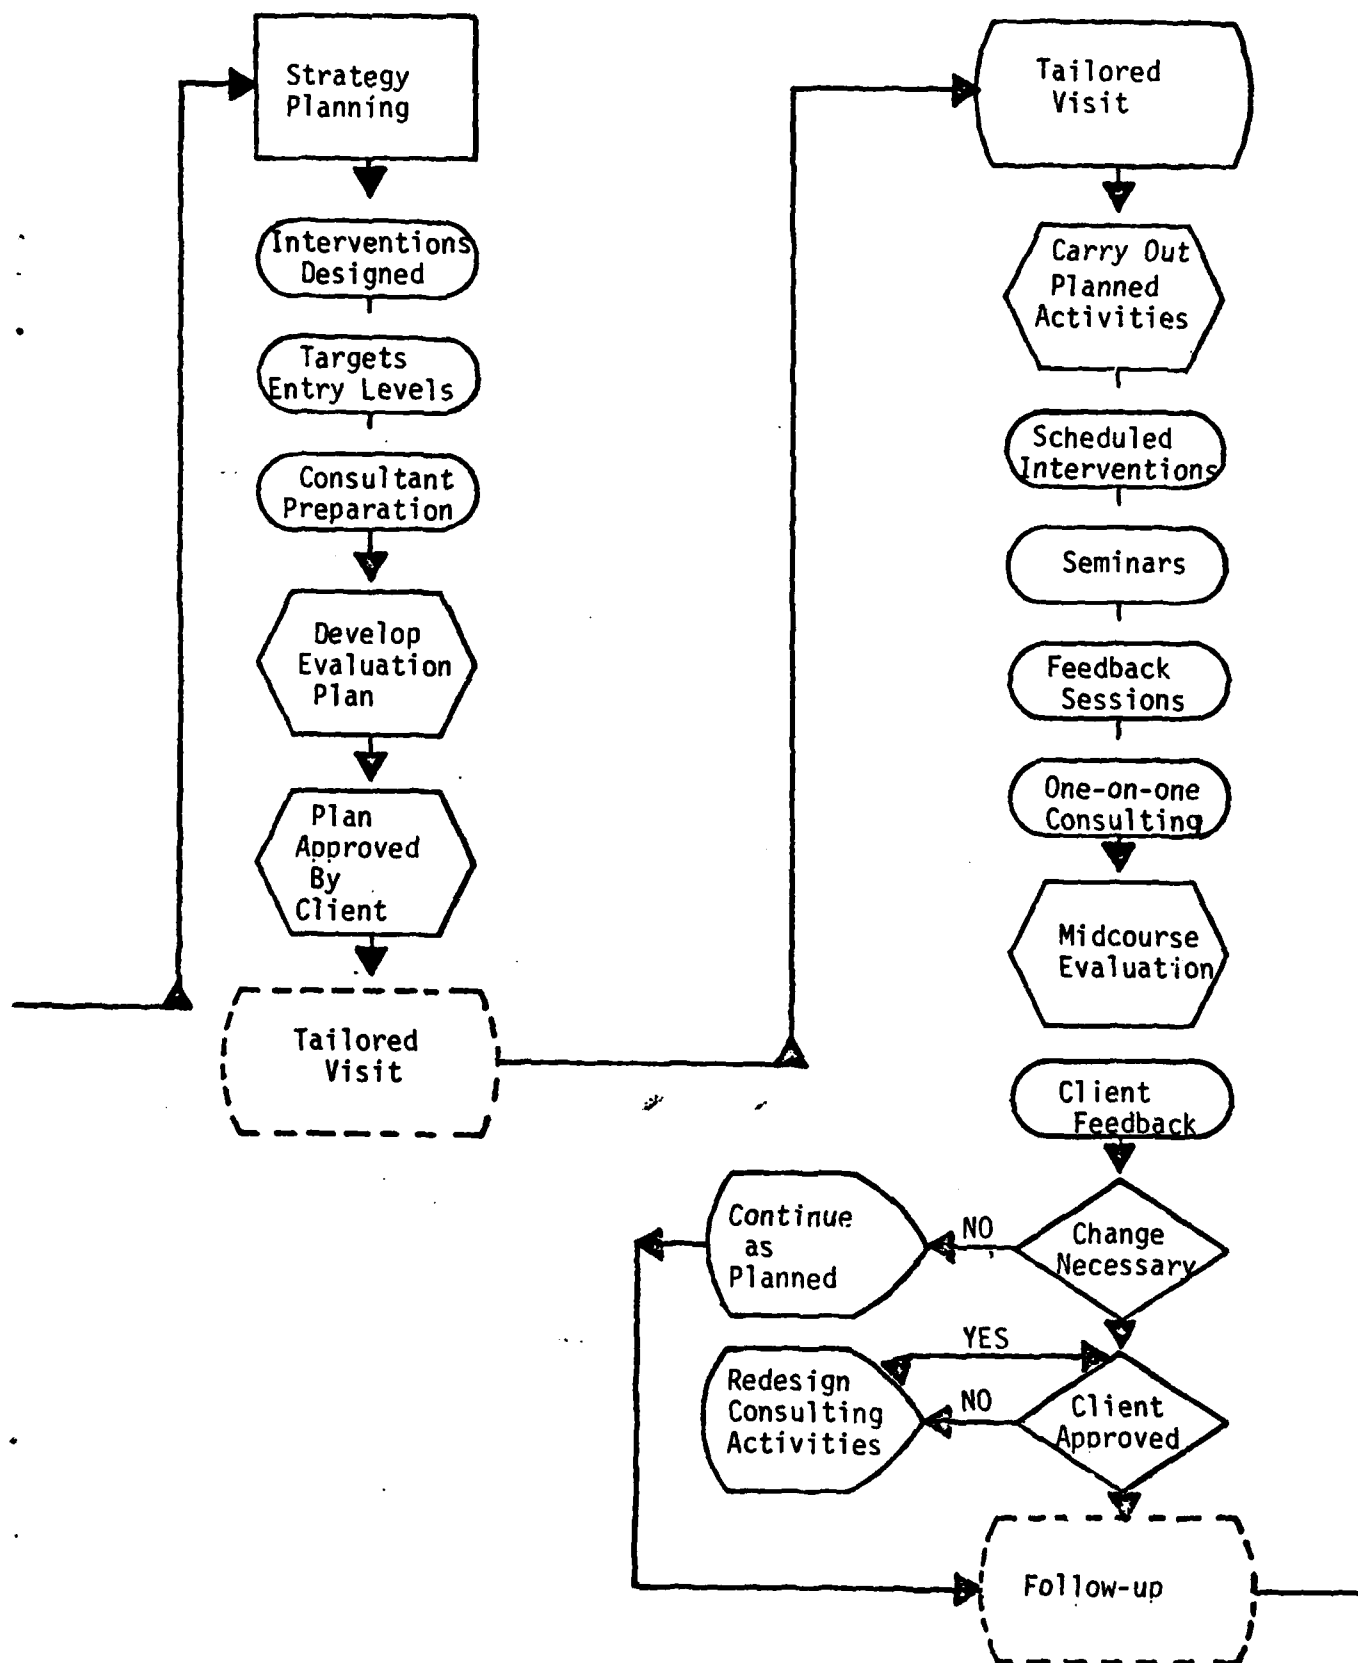 Strategy
Planning
Interventions
Designed
Targets
Entry Levels
Consultant
Preparation
Develop
Evaluation
Plan
Plan
Approved
By
Client
Tailored
Visit
Tailored
Visit
Carry Out
Planned
Activities
Scheduled
Interventions
Seminars
Feedback
Sessions
One-on-one
Consulting
Midcourse
Evaluation
Client
Feedback
Change
Necessary
NO
Continue
as
Planned
YES
Client
Approved
NO
Redesign
Consulting
Activities
Follow-up